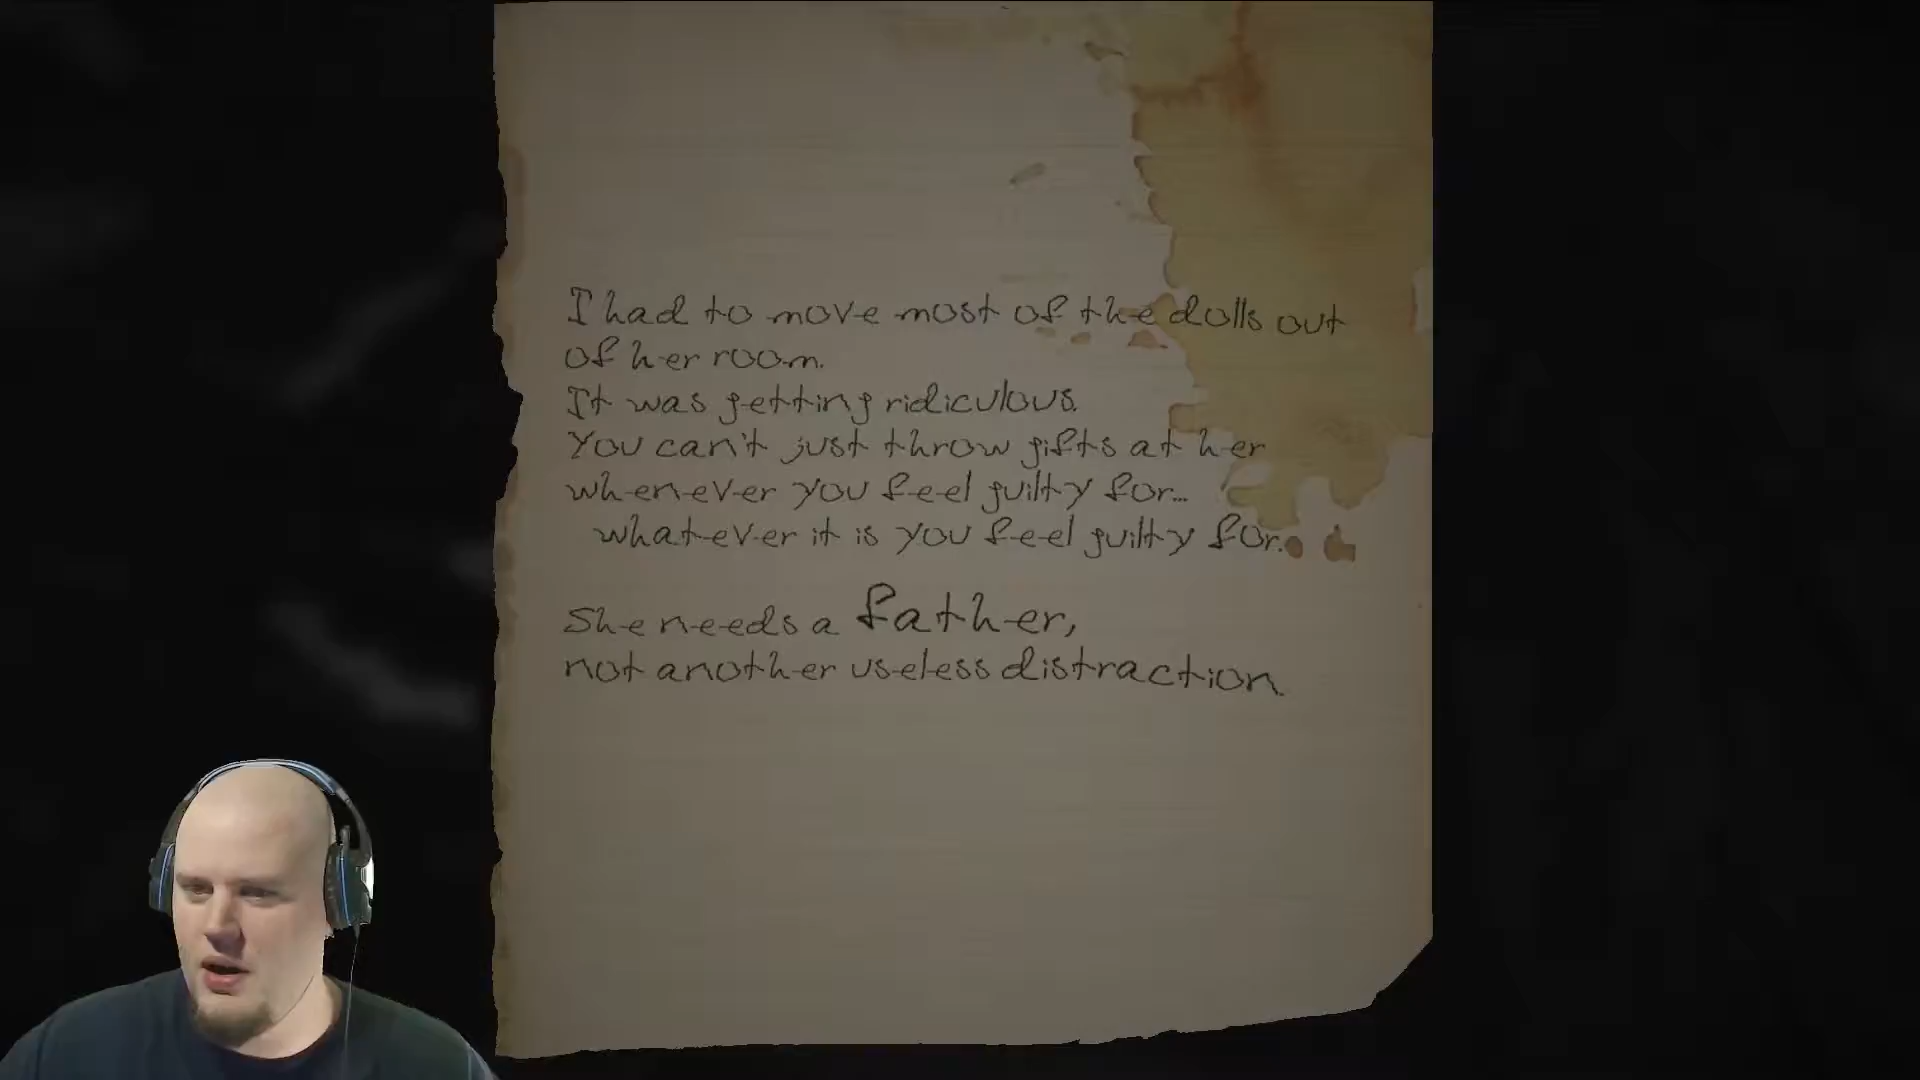 I had to move most of the dolls out
of her room.
It was getting ridiculous.
You can't just throw gifts at her
whenever you feel guilty for...
whatever it is you feel guilty for.
She needs a father,
not another useless distraction.